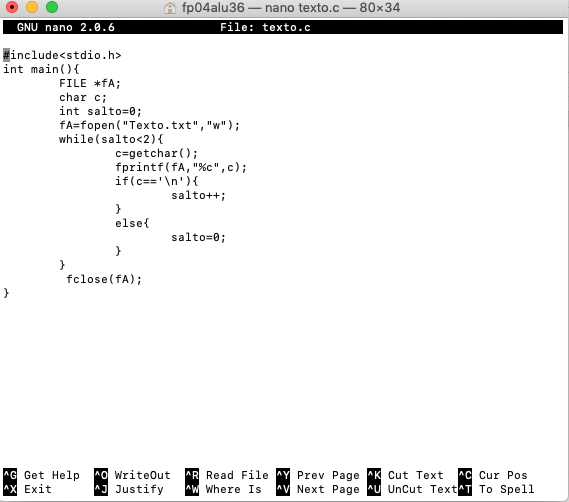 fp04alu36 — nano texto.c — 80×34
GNU nano 2.0.6 File: texto.c
#include<stdio.h>
int main(){
        FILE *fA;
        char c;
        int salto=0;
        fA=fopen("Texto.txt","w");
        while(salto<2){
                c=getchar();
                fprintf(fA,"%c",c);
                if(c=='\n'){
                        salto++;
                }
                else{
                        salto=0;
                }
        }
         fclose(fA);
}
^G Get Help ^O WriteOut ^R Read File ^Y Prev Page ^K Cut Text ^C Cur Pos
^X Exit ^J Justify ^W Where Is ^V Next Page ^U UnCut Text ^T To Spell